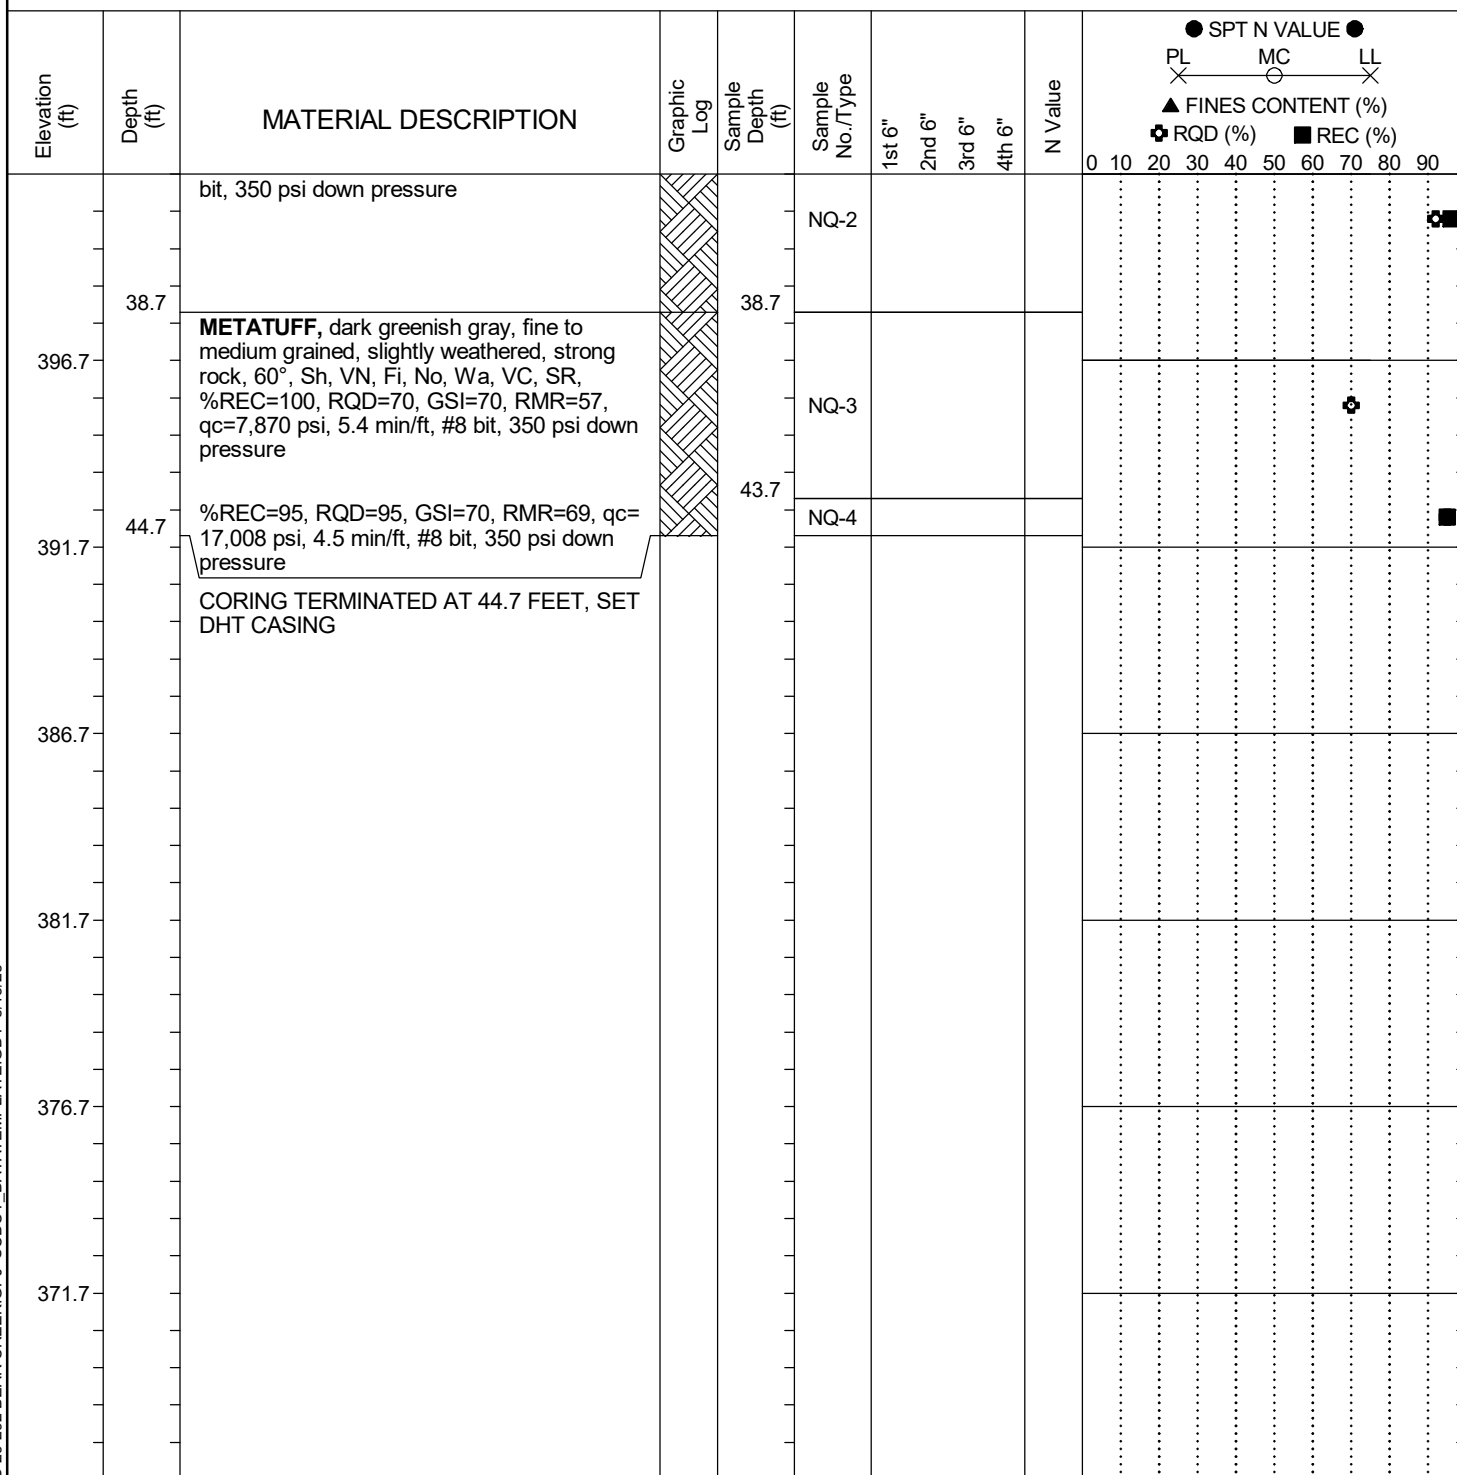 ● SPT N VALUE ●
PL MC LL
▲ FINES CONTENT (%)
RQD (%) ■ REC (%)
0 10 20 30 40 50 60 70 80 90
Elevation (ft)
Depth (ft)
MATERIAL DESCRIPTION
Graphic Log
Sample Depth (ft)
Sample No./Type
1st 6"
2nd 6"
3rd 6"
4th 6"
N Value
bit, 350 psi down pressure
NQ-2
38.7
38.7
METATUFF, dark greenish gray, fine to
medium grained, slightly weathered, strong
rock, 60°, Sh, VN, Fi, No, Wa, VC, SR,
%REC=100, RQD=70, GSI=70, RMR=57,
qc=7,870 psi, 5.4 min/ft, #8 bit, 350 psi down
pressure
396.7
NQ-3
43.7
%REC=95, RQD=95, GSI=70, RMR=69, qc=
17,008 psi, 4.5 min/ft, #8 bit, 350 psi down
pressure
44.7
NQ-4
391.7
CORING TERMINATED AT 44.7 FEET, SET
DHT CASING
386.7
381.7
376.7
371.7